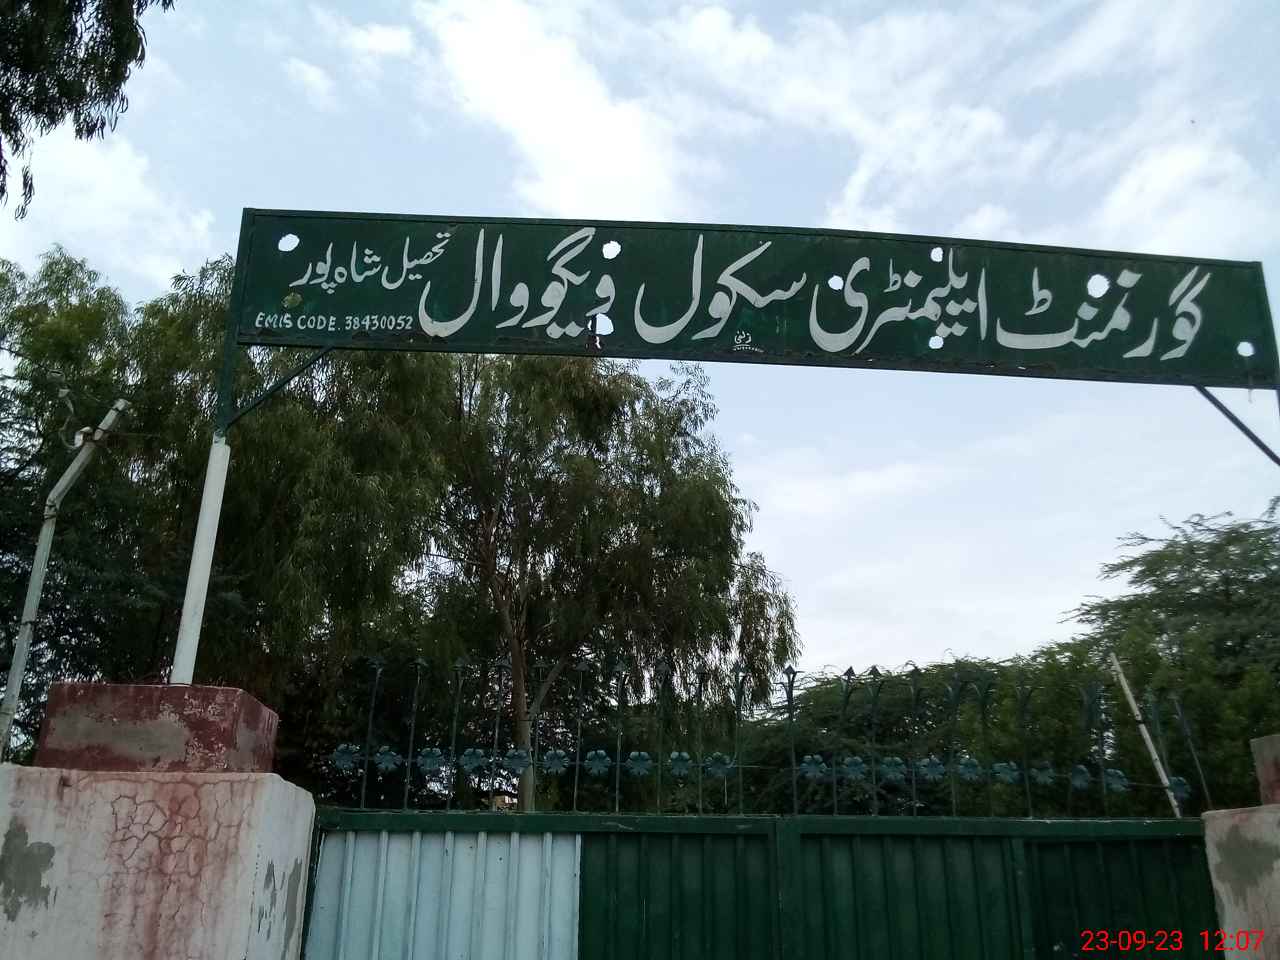 گورنمنٹ ایلیمنٹری سکول ویگووال تحصیل شاہ پور
EMIS CODE. 38430052
23-09-23 12:07